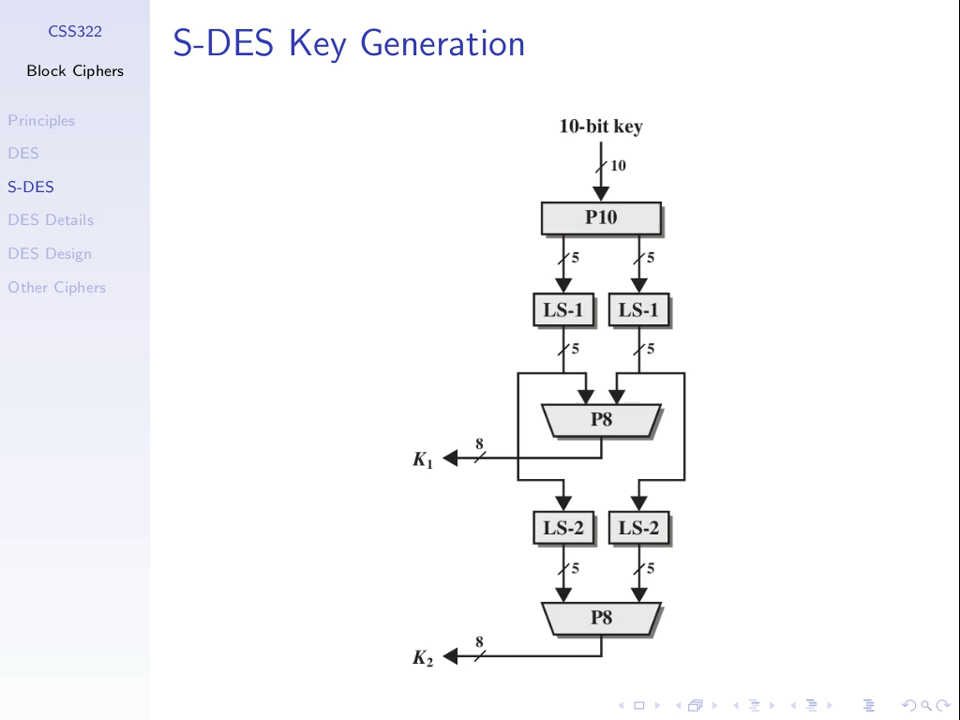 CSS322
Block Ciphers
Principles
DES
S-DES
DES Details
DES Design
Other Ciphers
S-DES Key Generation
10-bit key
10
P10
5 5
LS-1 LS-1
5 5
P8
8
K1
LS-2 LS-2
5 5
P8
8
K2